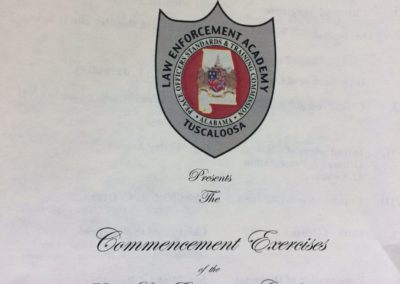 LAW ENFORCEMENT ACADEMY
PEACE OFFICERS STANDARDS & TRAINING COMMISSION
• ALABAMA •
TUSCALOOSA
Presents
The
Commencement Exercises
of the